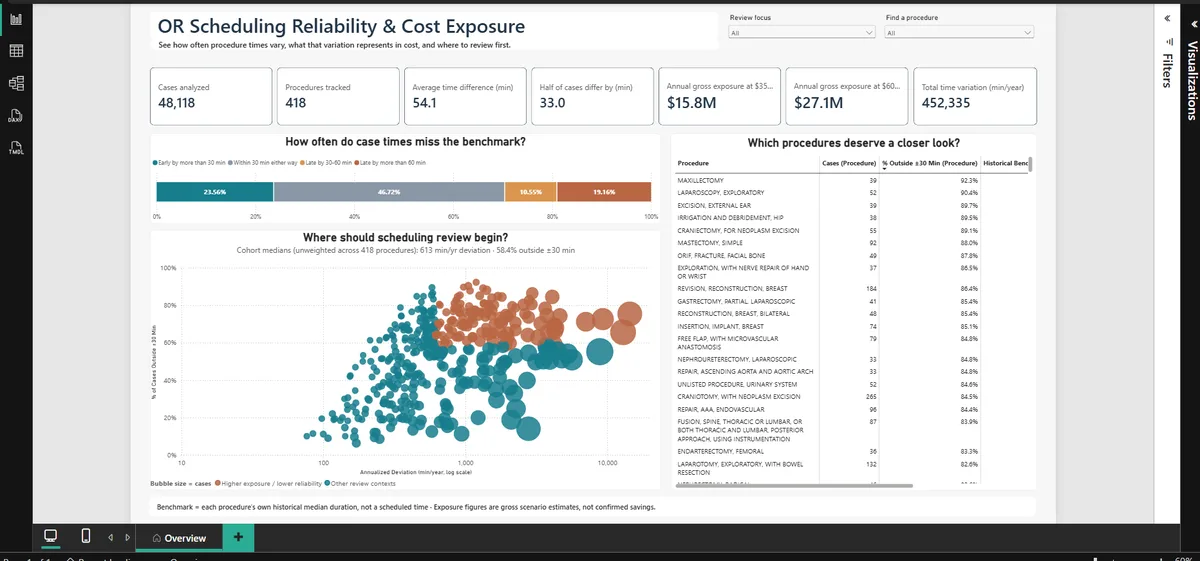 OR Scheduling Reliability & Cost Exposure
See how often procedure times vary, what that variation represents in cost, and where to review first.
Review focus
All
Find a procedure
All
Filters
Visualizations
Cases analyzed
48,118
Procedures tracked
418
Average time difference (min)
54.1
Half of cases differ by (min)
33.0
Annual gross exposure at $35...
$15.8M
Annual gross exposure at $60...
$27.1M
Total time variation (min/year)
452,335
How often do case times miss the benchmark?
Early by more than 30 min Within 30 min either way Late by 30-60 min Late by more than 60 min
23.56% 46.72% 10.55% 19.16%
0% 20% 40% 60% 80% 100%
Where should scheduling review begin?
Cohort medians (unweighted across 418 procedures): 613 min/yr deviation · 58.4% outside ±30 min
% of Cases Outside ±30 Min
100%
80%
60%
40%
20%
0%
10 100 1,000 10,000
Annualized Deviation (min/year, log scale)
Bubble size = cases Higher exposure / lower reliability Other review contexts
Which procedures deserve a closer look?
Procedure Cases (Procedure) % Outside ±30 Min (Procedure) Historical Benc
MAXILLECTOMY 39 92.3%
LAPAROSCOPY, EXPLORATORY 52 90.4%
EXCISION, EXTERNAL EAR 39 89.7%
IRRIGATION AND DEBRIDEMENT, HIP 38 89.5%
CRANIECTOMY, FOR NEOPLASM EXCISION 55 89.1%
MASTECTOMY, SIMPLE 92 88.0%
ORIF, FRACTURE, FACIAL BONE 49 87.8%
EXPLORATION, WITH NERVE REPAIR OF HAND 37 86.5%
OR WRIST
REVISION, RECONSTRUCTION, BREAST 184 86.4%
GASTRECTOMY, PARTIAL, LAPAROSCOPIC 41 85.4%
RECONSTRUCTION, BREAST, BILATERAL 48 85.4%
INSERTION, IMPLANT, BREAST 74 85.1%
FREE FLAP, WITH MICROVASCULAR 79 84.8%
ANASTOMOSIS
NEPHROURETERECTOMY, LAPAROSCOPIC 33 84.8%
REPAIR, ASCENDING AORTA AND AORTIC ARCH 33 84.8%
UNLISTED PROCEDURE, URINARY SYSTEM 52 84.6%
CRANIOTOMY, WITH NEOPLASM EXCISION 265 84.5%
REPAIR, AAA, ENDOVASCULAR 96 84.4%
FUSION, SPINE, THORACIC OR LUMBAR, OR 87 83.9%
BOTH THORACIC AND LUMBAR, POSTERIOR
APPROACH, USING INSTRUMENTATION
ENDARTERECTOMY, FEMORAL 36 83.3%
LAPAROTOMY, EXPLORATORY, WITH BOWEL 132 82.6%
RESECTION
Benchmark = each procedure's own historical median duration, not a scheduled time · Exposure figures are gross scenario estimates, not confirmed savings.
DAX
TMDL
Overview
+